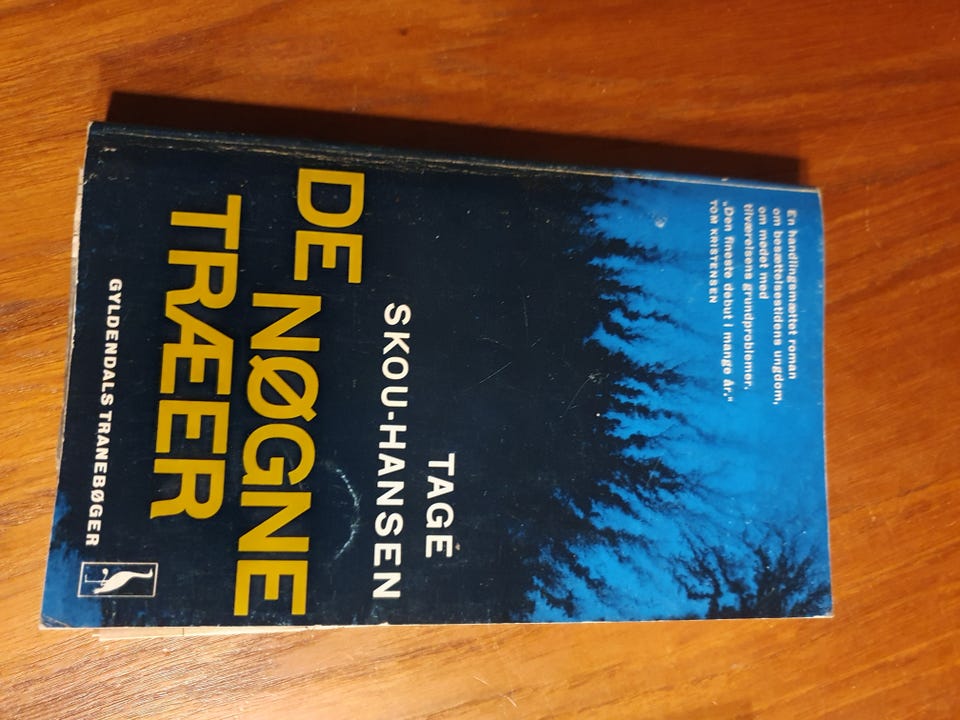 En handlingsmættet roman
om besættelsestidens ungdom,
om mødet med
tilværelsens grundproblemer.
„Den fineste debut i mange år.“
TOM KRISTENSEN
TAGE
SKOU-HANSEN
DE NØGNE
TRÆER
GYLDENDALS TRANEBØGER